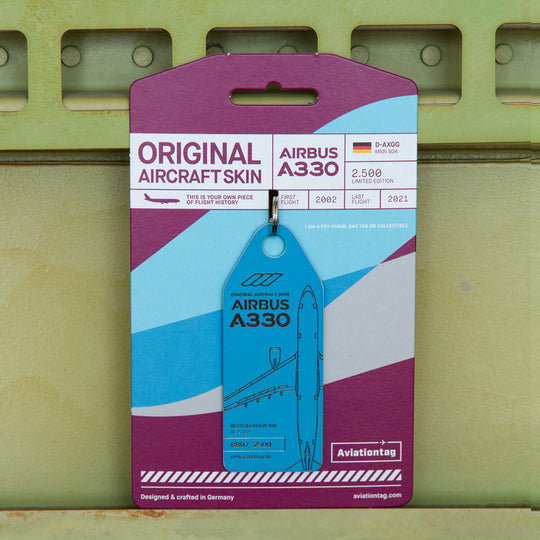 ORIGINAL
AIRCRAFT SKIN
AIRBUS
A330
D-AXGG
MSN 504
2.500
LIMITED EDITION
THIS IS YOUR OWN PIECE
OF FLIGHT HISTORY
FIRST
FLIGHT
2002
LAST
FLIGHT
2021
I AM A KEY-CHAIN, BAG TAG OR COLLECTIBLE
ORIGINAL AIRCRAFT SKIN
AIRBUS
A330
Aviationtag
Designed & crafted in Germany
aviationtag.com